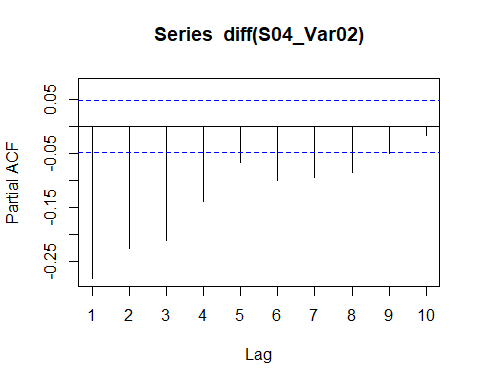 Series diff(S04_Var02)
Partial ACF
0.05
-0.05
-0.15
-0.25
1 2 3 4 5 6 7 8 9 10
Lag